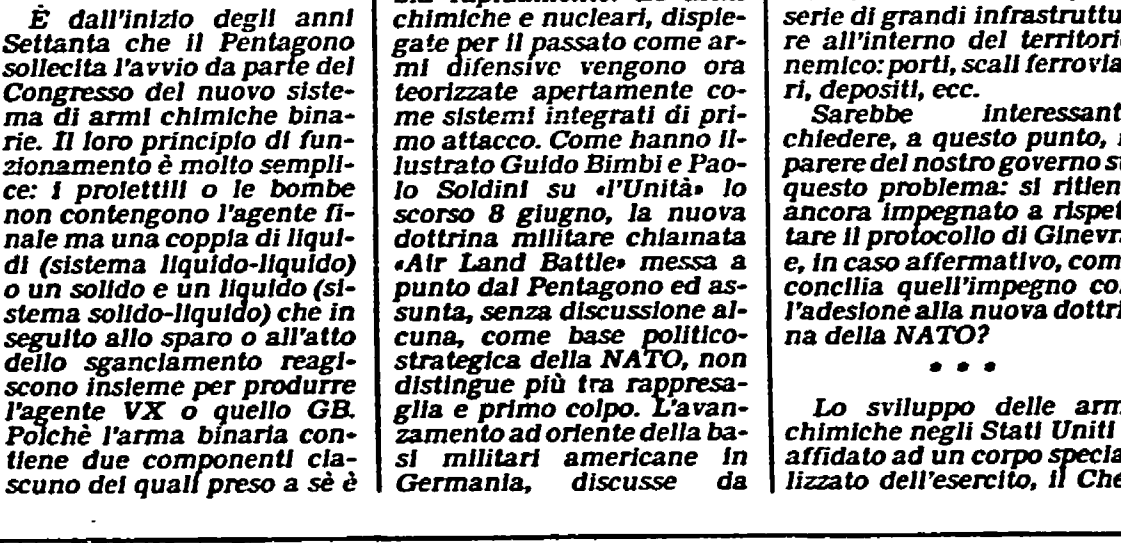 È dall'inizio degli anni
Settanta che il Pentagono
sollecita l'avvio da parte del
Congresso del nuovo siste-
ma di armi chimiche bina-
rie. Il loro principio di fun-
zionamento è molto sempli-
ce: i proiettili o le bombe
non contengono l'agente fi-
nale ma una coppia di liqui-
di (sistema liquido-liquido)
o un solido e un liquido (si-
stema solido-liquido) che in
seguito allo sparo o all'atto
dello sganciamento reagi-
scono insieme per produrre
l'agente VX o quello GB.
Poichè l'arma binaria con-
tiene due componenti cia-
scuno dei quali preso a sè è
chimiche e nucleari, dispie-
gate per il passato come ar-
mi difensive vengono ora
teorizzate apertamente co-
me sistemi integrati di pri-
mo attacco. Come hanno il-
lustrato Guido Bimbi e Pao-
lo Soldini su «l'Unità» lo
scorso 8 giugno, la nuova
dottrina militare chiamata
«Air Land Battle» messa a
punto dal Pentagono ed as-
sunta, senza discussione al-
cuna, come base politico-
strategica della NATO, non
distingue più tra rappresa-
glia e primo colpo. L'avan-
zamento ad oriente della ba-
si militari americane in
Germania, discusse da
serie di grandi infrastruttu
re all'interno del territori
nemico: porti, scali ferrovia
ri, depositi, ecc.
Sarebbe interessant
chiedere, a questo punto,
parere del nostro governo su
questo problema: si ritien
ancora impegnato a rispet
tare il protocollo di Ginevr
e, in caso affermativo, com
concilia quell'impegno co
l'adesione alla nuova dottri
na della NATO?
• • •
Lo sviluppo delle arm
chimiche negli Stati Uniti
affidato ad un corpo specia
lizzato dell'esercito, il Che